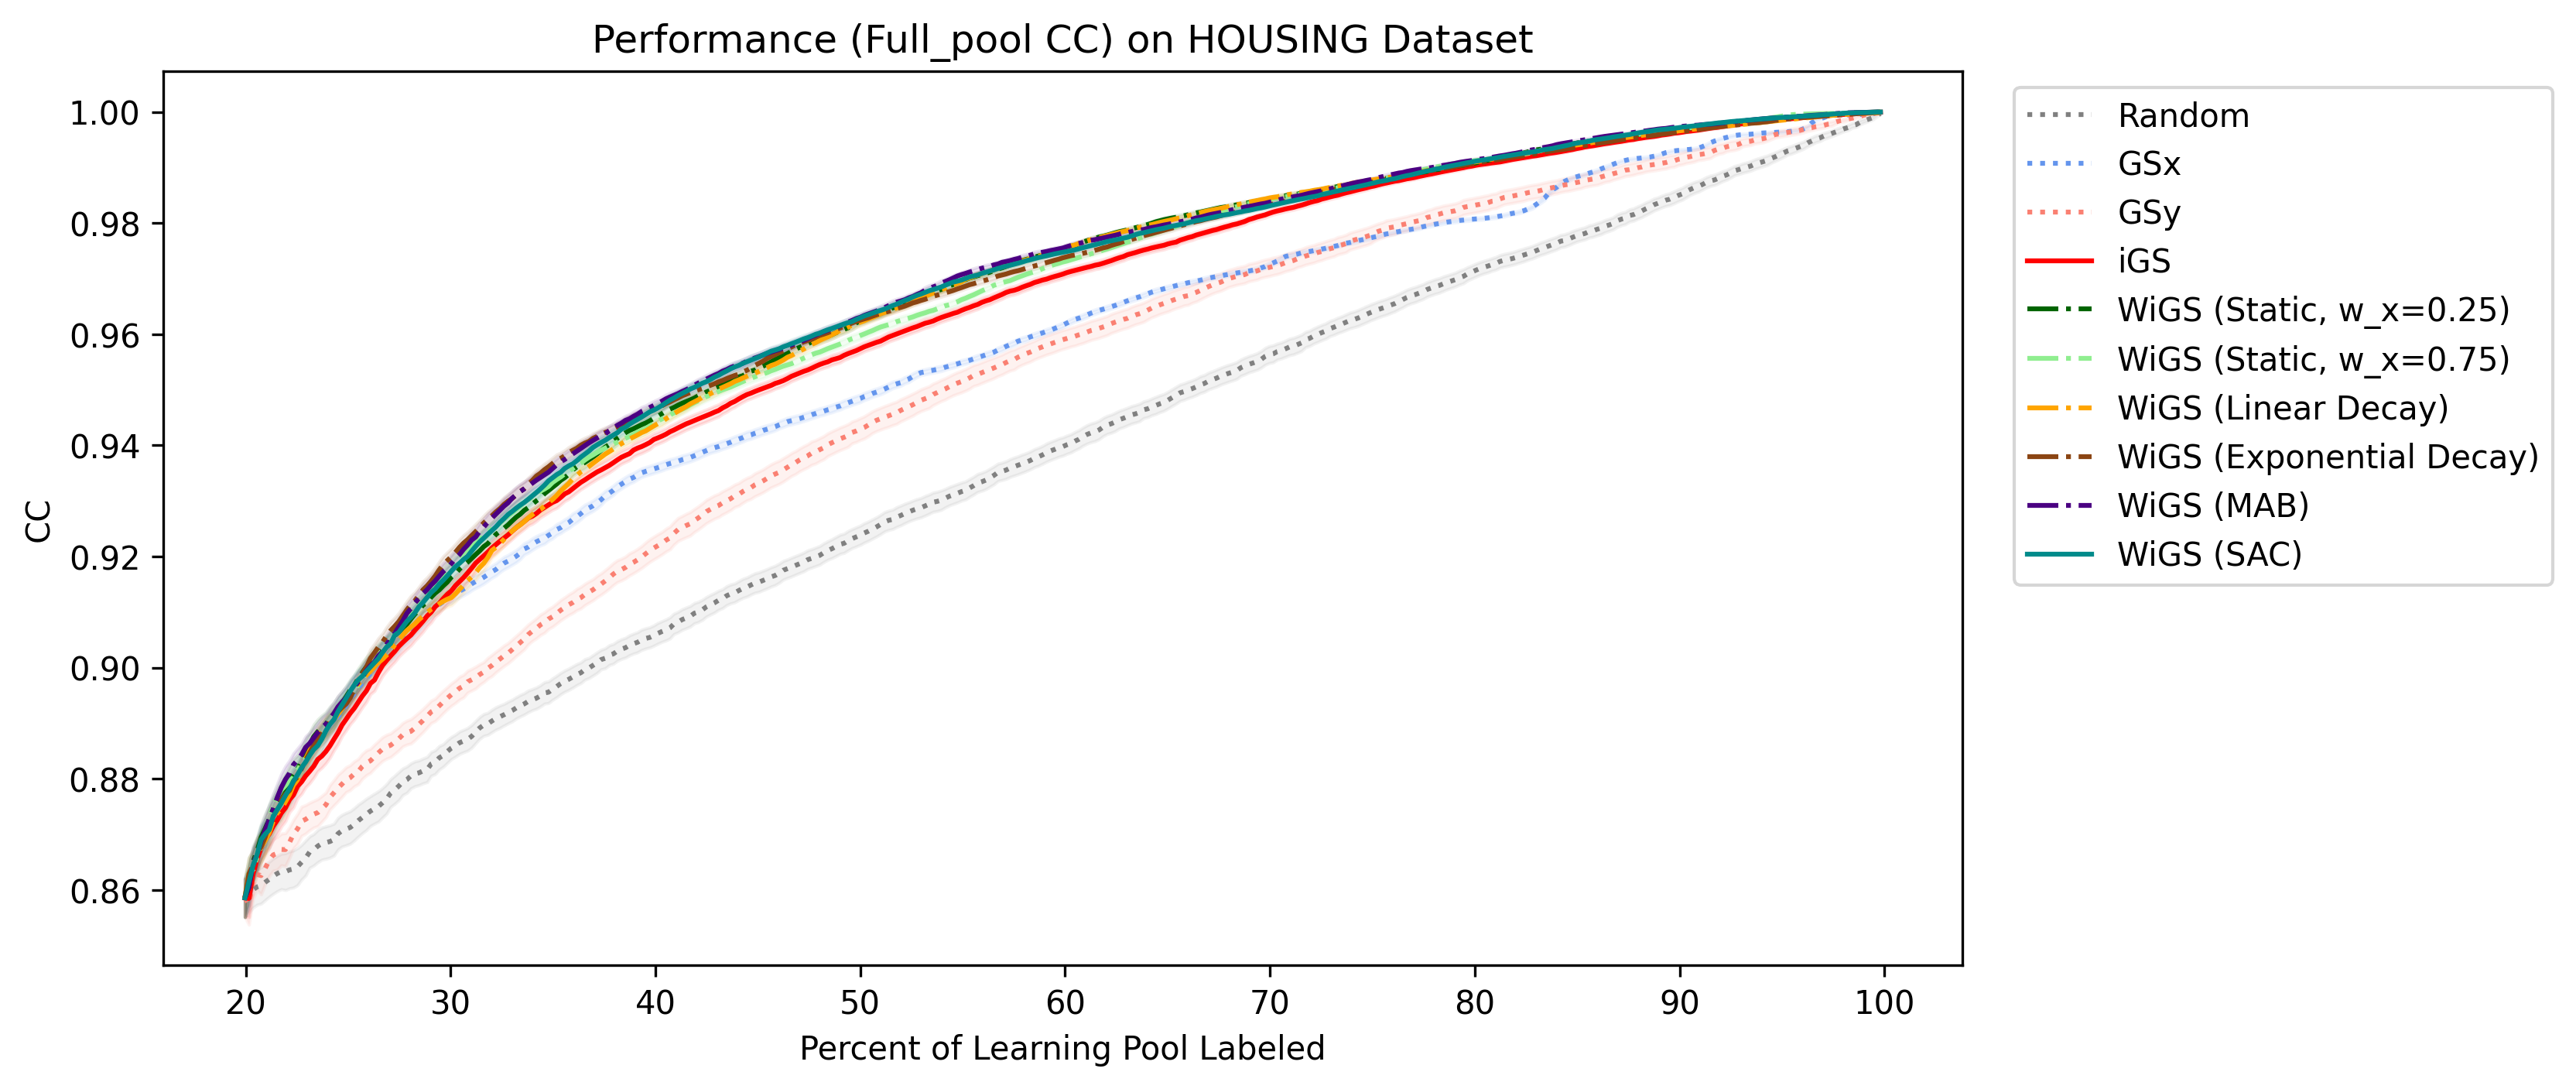 Performance (Full_pool CC) on HOUSING Dataset
CC
1.00
0.98
0.96
0.94
0.92
0.90
0.88
0.86
20 30 40 50 60 70 80 90 100
Percent of Learning Pool Labeled
Random
GSx
GSy
iGS
WiGS (Static, w_x=0.25)
WiGS (Static, w_x=0.75)
WiGS (Linear Decay)
WiGS (Exponential Decay)
WiGS (MAB)
WiGS (SAC)